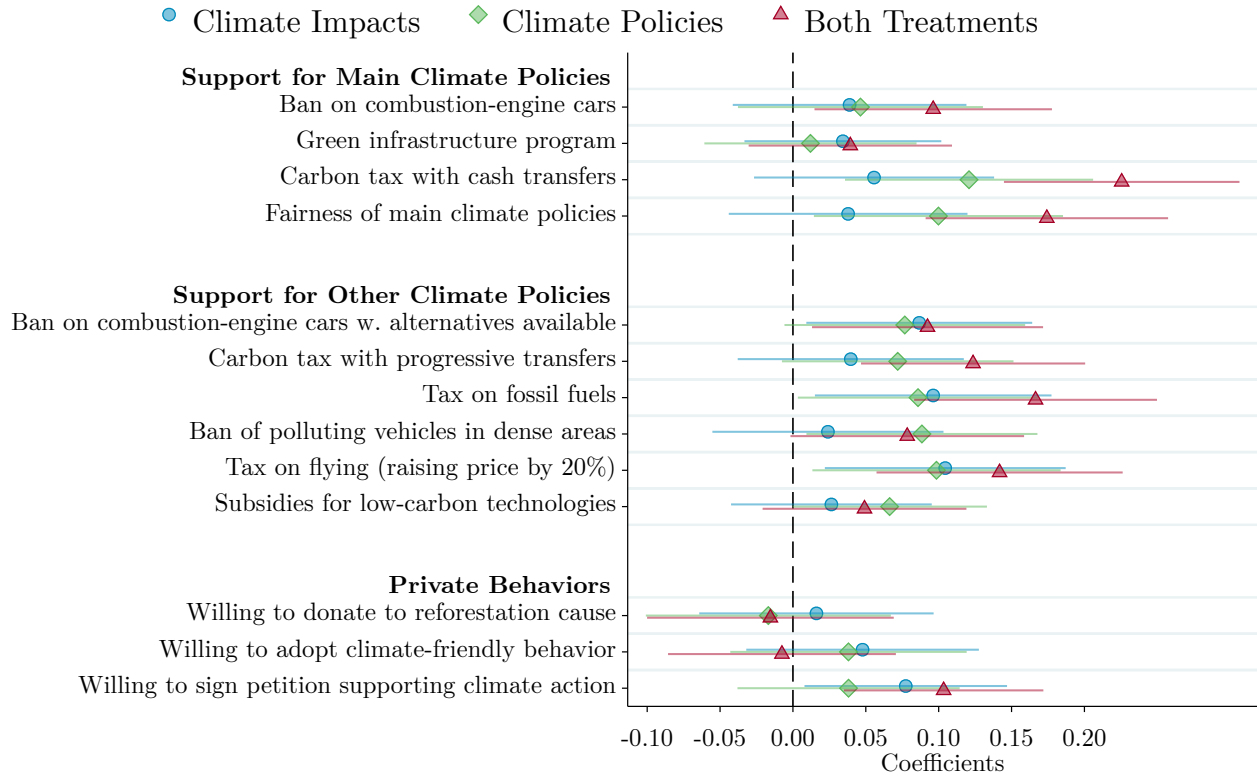 Climate Impacts Climate Policies Both Treatments
Support for Main Climate Policies
Ban on combustion-engine cars
Green infrastructure program
Carbon tax with cash transfers
Fairness of main climate policies
Support for Other Climate Policies
Ban on combustion-engine cars w. alternatives available
Carbon tax with progressive transfers
Tax on fossil fuels
Ban of polluting vehicles in dense areas
Tax on flying (raising price by 20%)
Subsidies for low-carbon technologies
Private Behaviors
Willing to donate to reforestation cause
Willing to adopt climate-friendly behavior
Willing to sign petition supporting climate action
-0.10 -0.05 0.00 0.05 0.10 0.15 0.20
Coefficients